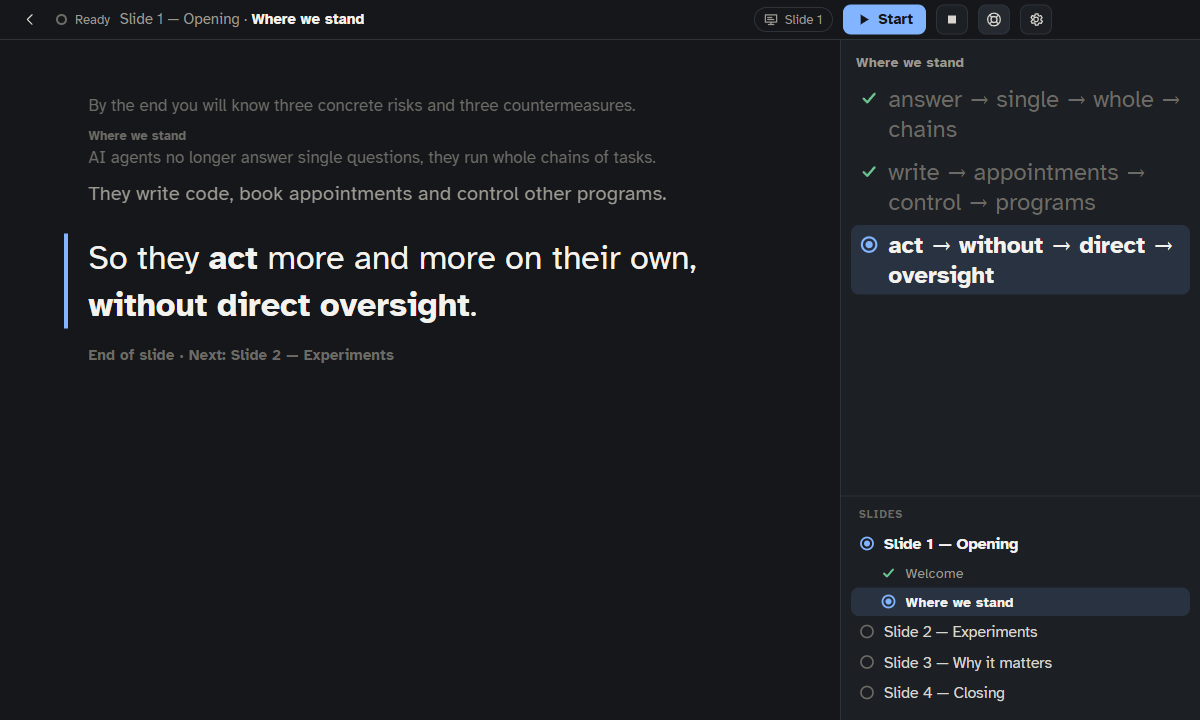 Ready Slide 1 — Opening · Where we stand
Slide 1
Start
By the end you will know three concrete risks and three countermeasures.
Where we stand
AI agents no longer answer single questions, they run whole chains of tasks.
They write code, book appointments and control other programs.
So they act more and more on their own,
without direct oversight.
End of slide · Next: Slide 2 — Experiments
Where we stand
answer → single → whole →
chains
write → appointments →
control → programs
act → without → direct →
oversight
SLIDES
Slide 1 — Opening
Welcome
Where we stand
Slide 2 — Experiments
Slide 3 — Why it matters
Slide 4 — Closing